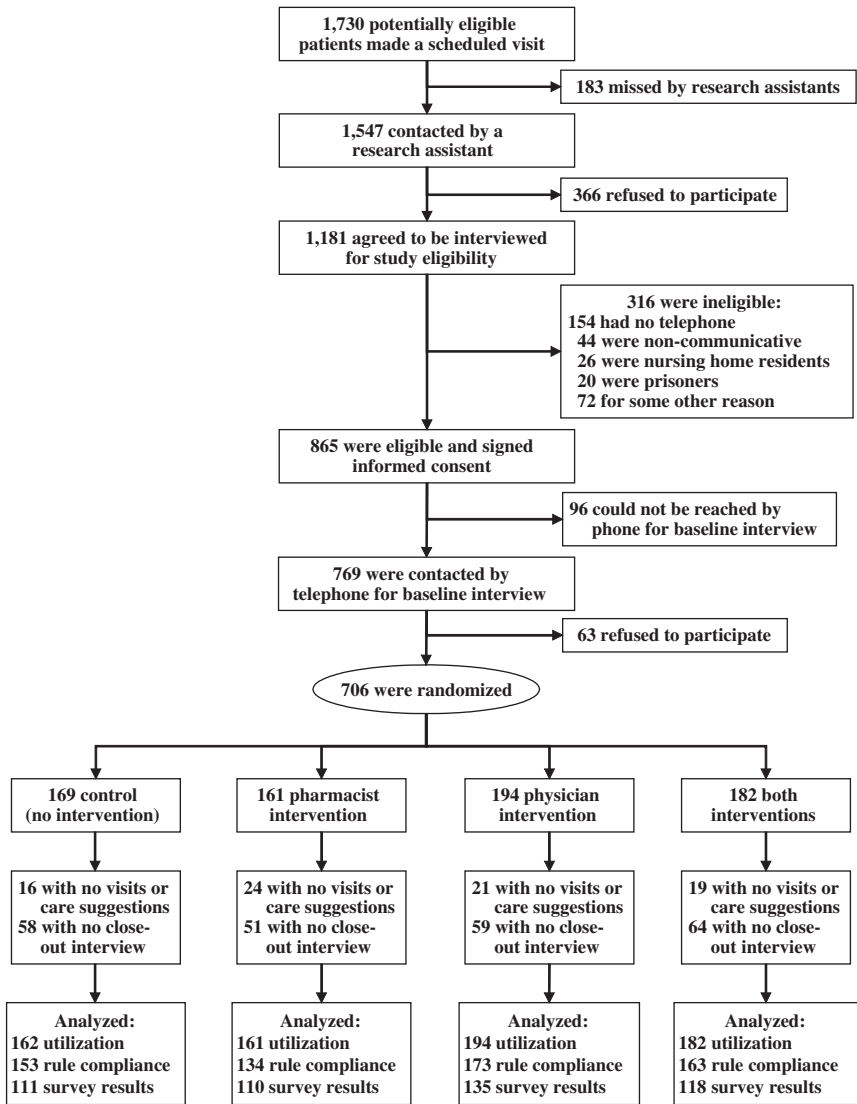 1,730 potentially eligible
patients made a scheduled visit
183 missed by research assistants
1,547 contacted by a
research assistant
366 refused to participate
1,181 agreed to be interviewed
for study eligibility
316 were ineligible:
154 had no telephone
44 were non-communicative
26 were nursing home residents
20 were prisoners
72 for some other reason
865 were eligible and signed
informed consent
96 could not be reached by
phone for baseline interview
769 were contacted by
telephone for baseline interview
63 refused to participate
706 were randomized
169 control
(no intervention)
161 pharmacist
intervention
194 physician
intervention
182 both
interventions
16 with no visits or
care suggestions
58 with no close-
out interview
24 with no visits or
care suggestions
51 with no close-
out interview
21 with no visits or
care suggestions
59 with no close-
out interview
19 with no visits or
care suggestions
64 with no close-
out interview
Analyzed:
162 utilization
153 rule compliance
111 survey results
Analyzed:
161 utilization
134 rule compliance
110 survey results
Analyzed:
194 utilization
173 rule compliance
135 survey results
Analyzed:
182 utilization
163 rule compliance
118 survey results